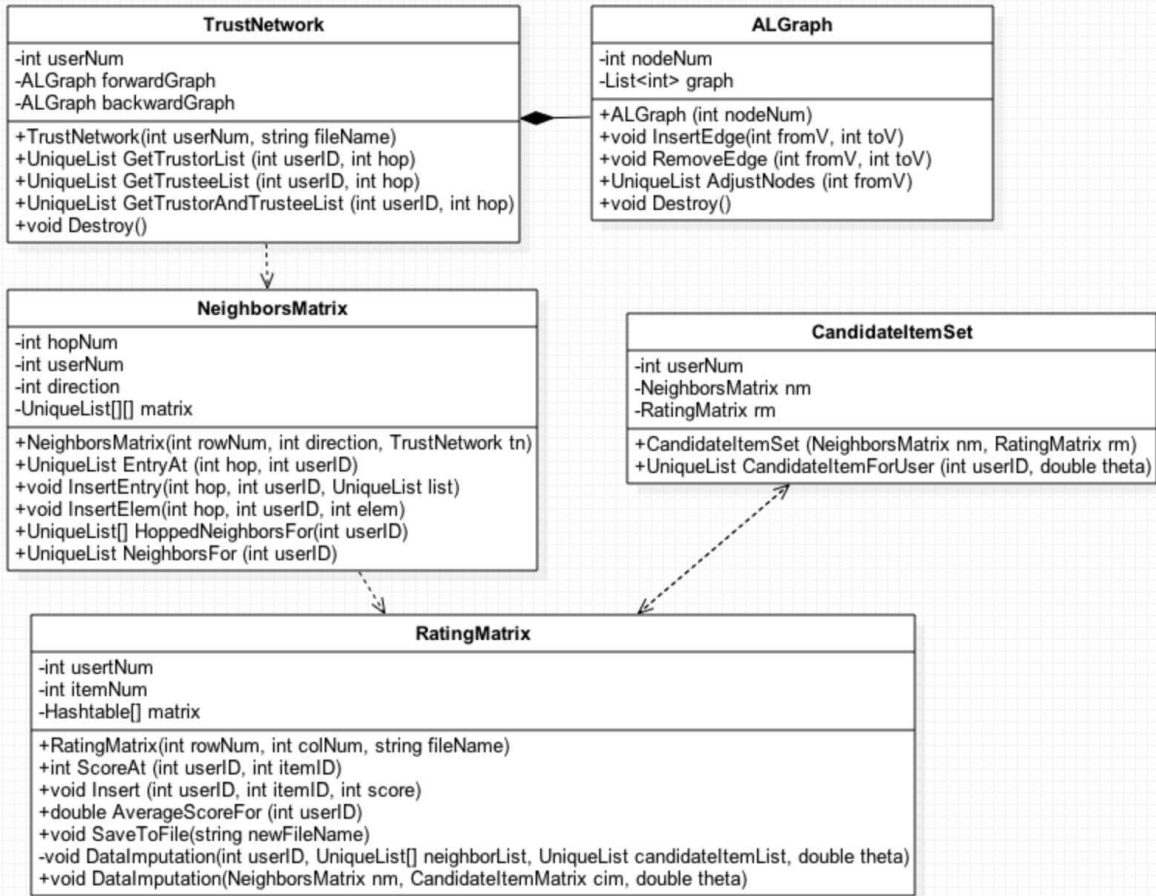 TrustNetwork
-int userNum
-ALGraph forwardGraph
-ALGraph backwardGraph
+TrustNetwork(int userNum, string fileName)
+UniqueList GetTrustorList (int userID, int hop)
+UniqueList GetTrusteeList (int userID, int hop)
+UniqueList GetTrustorAndTrusteeList (int userID, int hop)
+void Destroy()
ALGraph
-int nodeNum
-List<int> graph
+ALGraph (int nodeNum)
+void InsertEdge(int fromV, int toV)
+void RemoveEdge (int fromV, int toV)
+UniqueList AdjustNodes (int fromV)
+void Destroy()
NeighborsMatrix
-int hopNum
-int userNum
-int direction
-UniqueList[][] matrix
+NeighborsMatrix(int rowNum, int direction, TrustNetwork tn)
+UniqueList EntryAt (int hop, int userID)
+void InsertEntry(int hop, int userID, UniqueList list)
+void InsertElem(int hop, int userID, int elem)
+UniqueList[] HoppedNeighborsFor(int userID)
+UniqueList NeighborsFor (int userID)
CandidateItemSet
-int userNum
-NeighborsMatrix nm
-RatingMatrix rm
+CandidateItemSet (NeighborsMatrix nm, RatingMatrix rm)
+UniqueList CandidateItemForUser (int userID, double theta)
RatingMatrix
-int usertNum
-int itemNum
-Hashtable[] matrix
+RatingMatrix(int rowNum, int colNum, string fileName)
+int ScoreAt (int userID, int itemID)
+void Insert (int userID, int itemID, int score)
+double AverageScoreFor (int userID)
+void SaveToFile(string newFileName)
-void DataImputation(int userID, UniqueList[] neighborList, UniqueList candidateItemList, double theta)
+void DataImputation(NeighborsMatrix nm, CandidateItemMatrix cim, double theta)